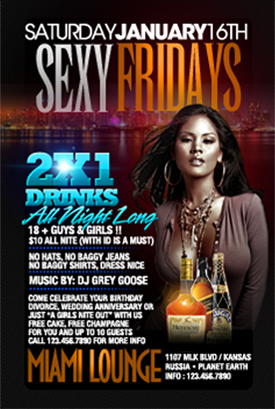 SATURDAY JANUARY 16TH
SEXY FRIDAYS
2X1
DRINKS
All Night Long
18 + GUYS & GIRLS !!
$10 ALL NITE (WITH ID IS A MUST)
NO HATS, NO BAGGY JEANS
NO BAGGY SHIRTS, DRESS NICE
MUSIC BY: DJ GREY GOOSE
COME CELEBRATE YOUR BIRTHDAY
DIVORCE, WEDDING ANNIVERSARY OR
JUST "A GIRLS NITE OUT" WITH US
FREE CAKE, FREE CHAMPAGNE
FOR YOU AND UP TO 10 GUESTS
CALL 123.456.7890 FOR MORE INFO
Hennessy
MIAMI LOUNGE
1107 MLK BLVD / KANSAS
RUSSIA • PLANET EARTH
INFO : 123.456.7890